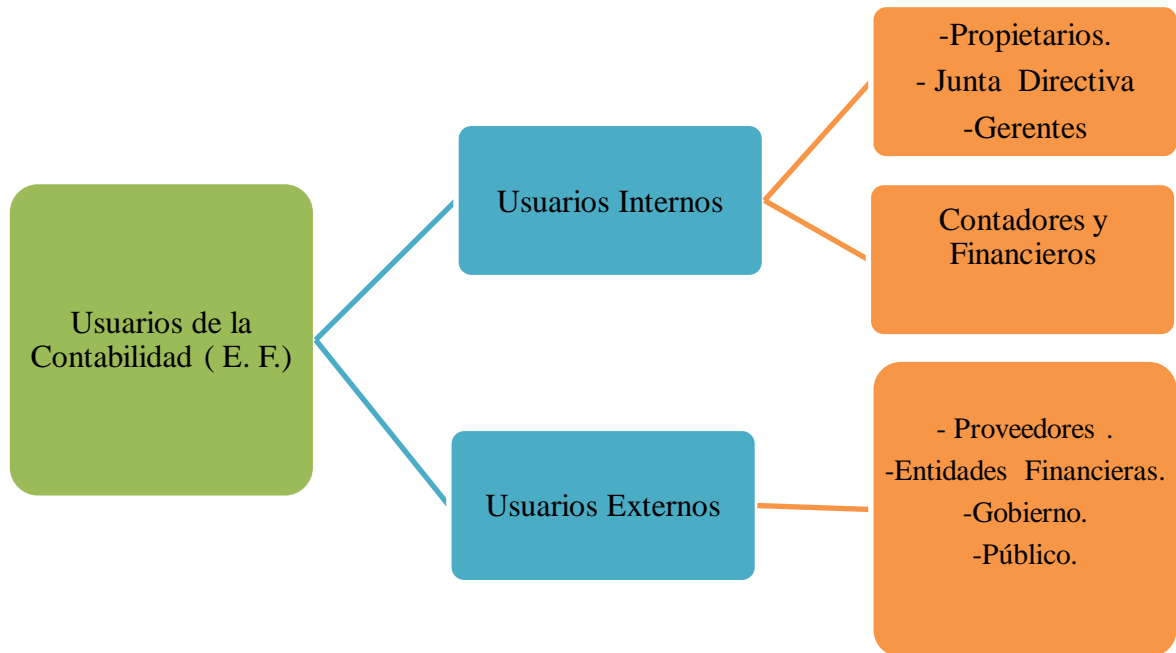 Usuarios de la
Contabilidad ( E. F.)
Usuarios Internos
-Propietarios.
- Junta Directiva
-Gerentes
Contadores y
Financieros
Usuarios Externos
- Proveedores .
-Entidades Financieras.
-Gobierno.
-Público.